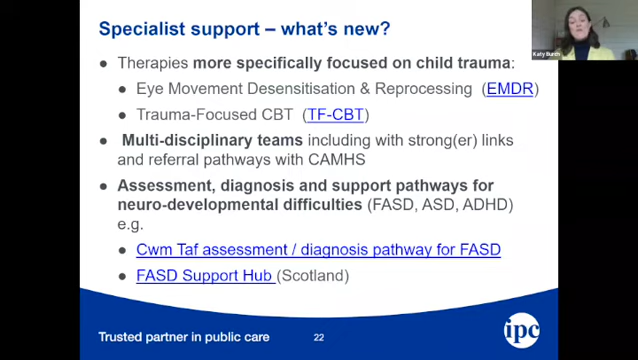 Specialist support – what's new?
● Therapies more specifically focused on child trauma:
● Eye Movement Desensitisation & Reprocessing (EMDR)
● Trauma-Focused CBT (TF-CBT)
● Multi-disciplinary teams including with strong(er) links
and referral pathways with CAMHS
● Assessment, diagnosis and support pathways for
neuro-developmental difficulties (FASD, ASD, ADHD)
e.g.
● Cwm Taf assessment / diagnosis pathway for FASD
● FASD Support Hub (Scotland)
Trusted partner in public care
22
ipc
Katy Burch